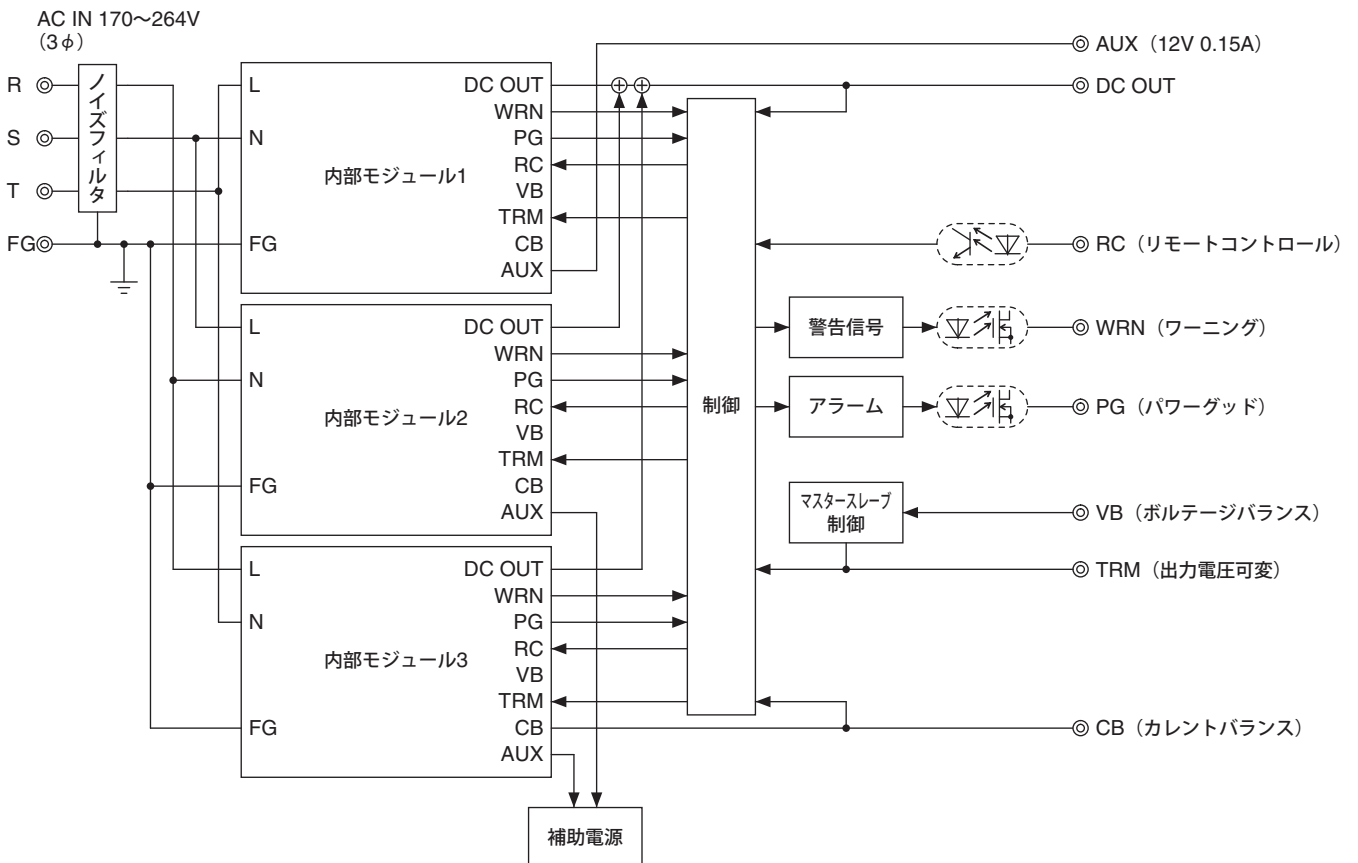 AC IN 170～264V
（3φ）
R
S
T
FG
ノイズフィルタ
L
N
FG
内部モジュール1
DC OUT
WRN
PG
RC
VB
TRM
CB
AUX
L
N
FG
内部モジュール2
DC OUT
WRN
PG
RC
VB
TRM
CB
AUX
L
N
FG
内部モジュール3
DC OUT
WRN
PG
RC
VB
TRM
CB
AUX
補助電源
制御
警告信号
アラーム
マスタースレーブ
制御
AUX（12V 0.15A）
DC OUT
RC（リモートコントロール）
WRN（ワーニング）
PG（パワーグッド）
VB（ボルテージバランス）
TRM（出力電圧可変）
CB（カレントバランス）